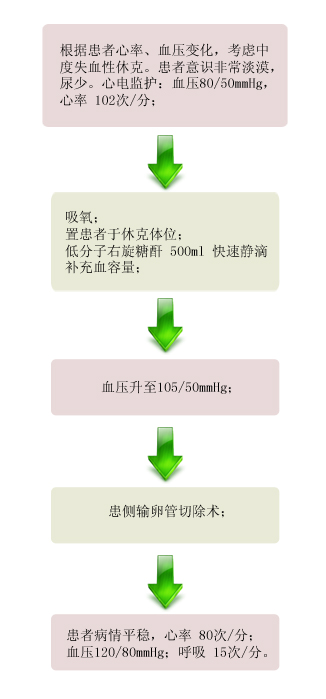 根据患者心率、血压变化，考虑中
度失血性休克。患者意识非常淡漠，
尿少。心电监护：血压80/50mmHg，
心率 102次/分；
吸氧；
置患者于休克体位；
低分子右旋糖酐 500ml 快速静滴
补充血容量；
血压升至105/50mmHg；
患侧输卵管切除术；
患者病情平稳，心率 80次/分；
血压120/80mmHg；呼吸 15次/分。